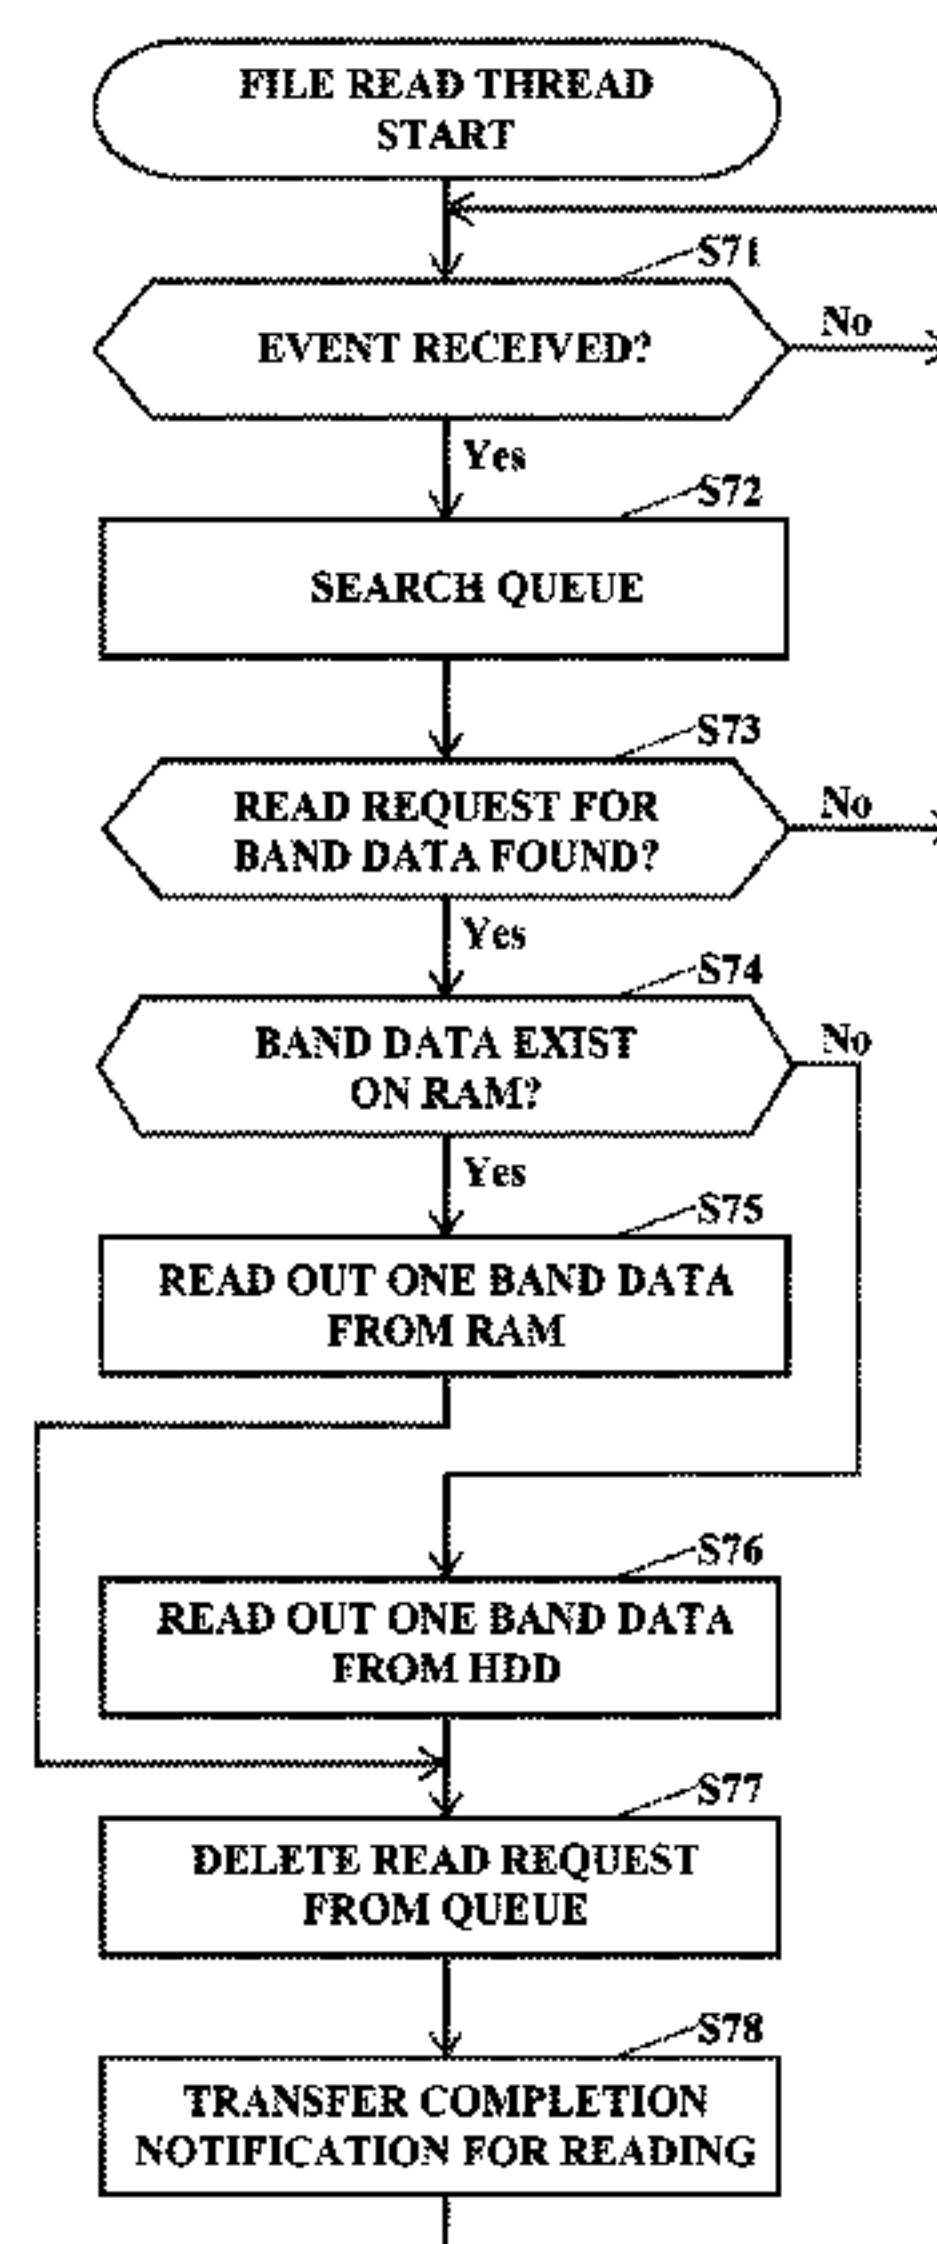 FILE READ THREAD
START
S71
EVENT RECEIVED?
No
Yes
S72
SEARCH QUEUE
S73
READ REQUEST FOR
BAND DATA FOUND?
No
Yes
S74
BAND DATA EXIST
ON RAM?
No
Yes
S75
READ OUT ONE BAND DATA
FROM RAM
S76
READ OUT ONE BAND DATA
FROM HDD
S77
DELETE READ REQUEST
FROM QUEUE
S78
TRANSFER COMPLETION
NOTIFICATION FOR READING